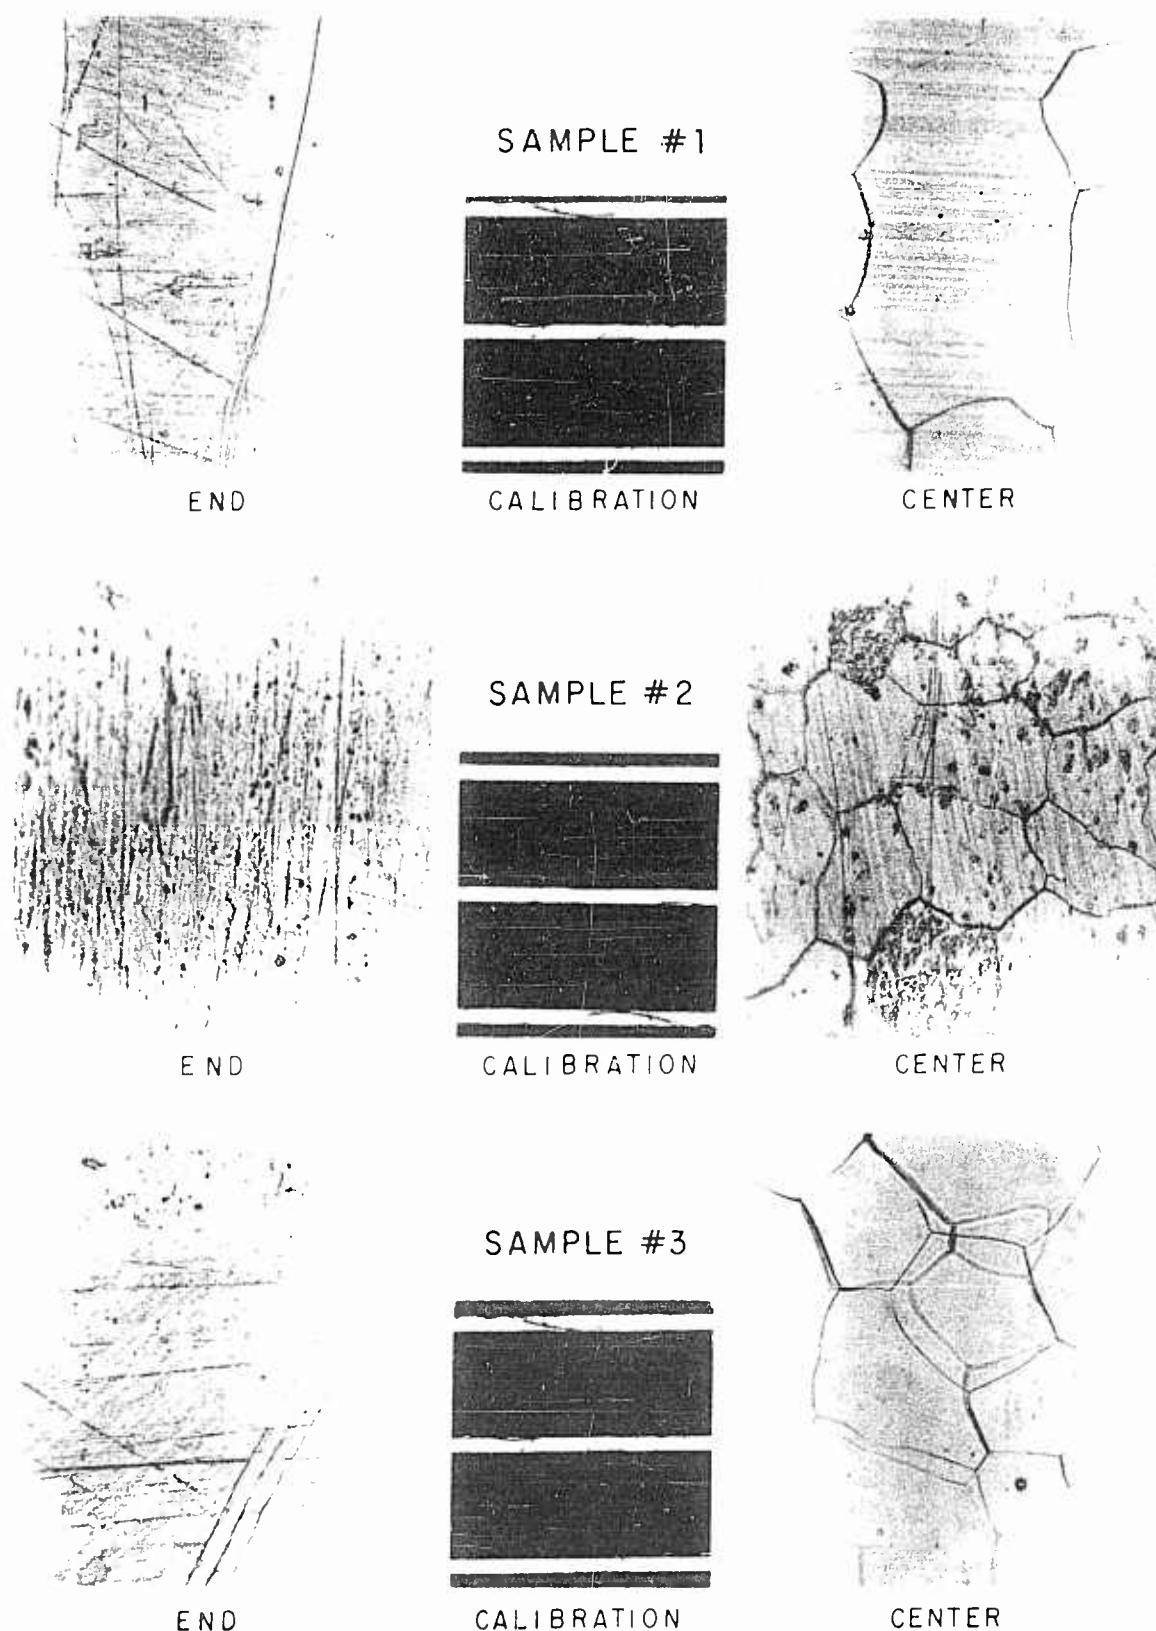 SAMPLE #1
END
CALIBRATION
CENTER
SAMPLE #2
END
CALIBRATION
CENTER
SAMPLE #3
END
CALIBRATION
CENTER